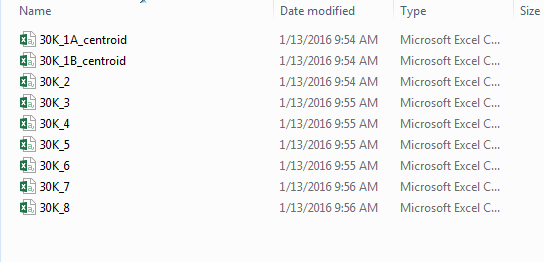 Name Date modified Type Size
30K_1A_centroid 1/13/2016 9:54 AM Microsoft Excel C...
30K_1B_centroid 1/13/2016 9:54 AM Microsoft Excel C...
30K_2 1/13/2016 9:54 AM Microsoft Excel C...
30K_3 1/13/2016 9:55 AM Microsoft Excel C...
30K_4 1/13/2016 9:55 AM Microsoft Excel C...
30K_5 1/13/2016 9:55 AM Microsoft Excel C...
30K_6 1/13/2016 9:55 AM Microsoft Excel C...
30K_7 1/13/2016 9:56 AM Microsoft Excel C...
30K_8 1/13/2016 9:56 AM Microsoft Excel C...